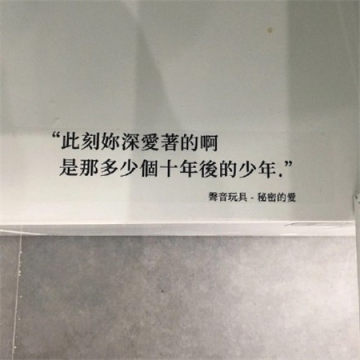 “此刻妳深愛著的啊
是那多少個十年後的少年.”
聲音玩具 - 秘密的愛